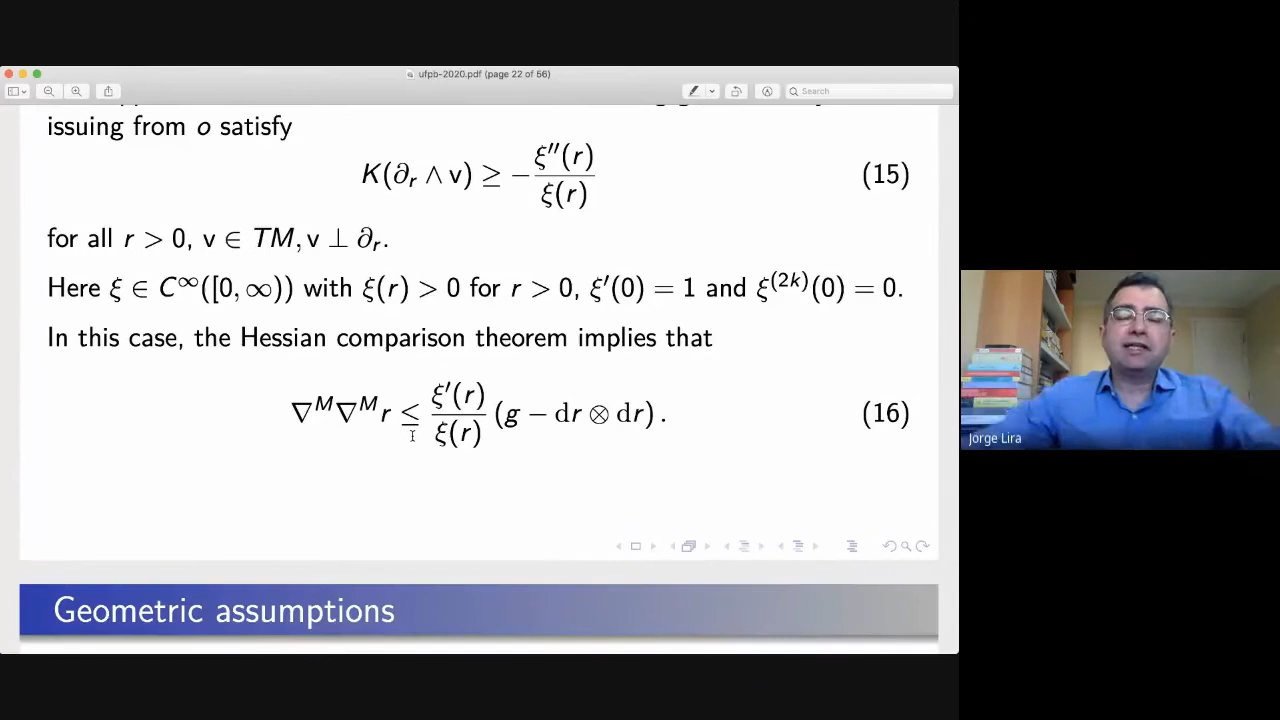 ufpb-2020.pdf (page 22 of 56)
Search
issuing from o satisfy
K(∂_r ∧ v) ≥ −ξ″(r)/ξ(r) (15)
for all r > 0, v ∈ TM, v ⊥ ∂_r.
Here ξ ∈ C^∞([0, ∞)) with ξ(r) > 0 for r > 0, ξ′(0) = 1 and ξ^(2k)(0) = 0.
In this case, the Hessian comparison theorem implies that
∇^M∇^M r ≤ ξ′(r)/ξ(r) (g − dr ⊗ dr). (16)
Jorge Lira
Geometric assumptions